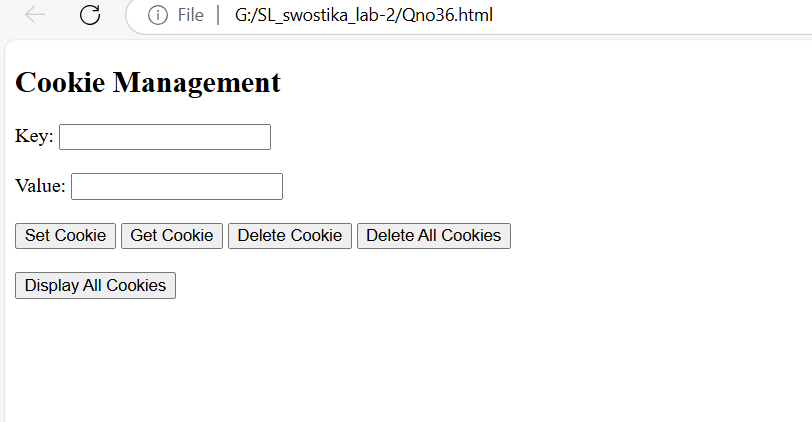 File G:/SL_swostika_lab-2/Qno36.html
Cookie Management
Key:
Value:
Set Cookie Get Cookie Delete Cookie Delete All Cookies
Display All Cookies